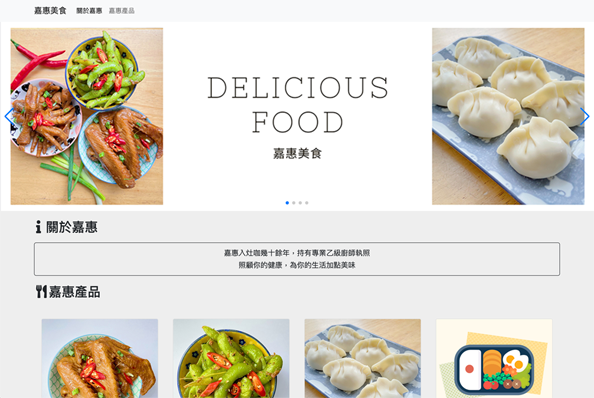 嘉惠美食 關於嘉惠 嘉惠產品
DELICIOUS
FOOD
嘉惠美食
關於嘉惠
嘉惠入灶咖幾十餘年，持有專業乙級廚師執照
照顧你的健康，為你的生活加點美味
嘉惠產品